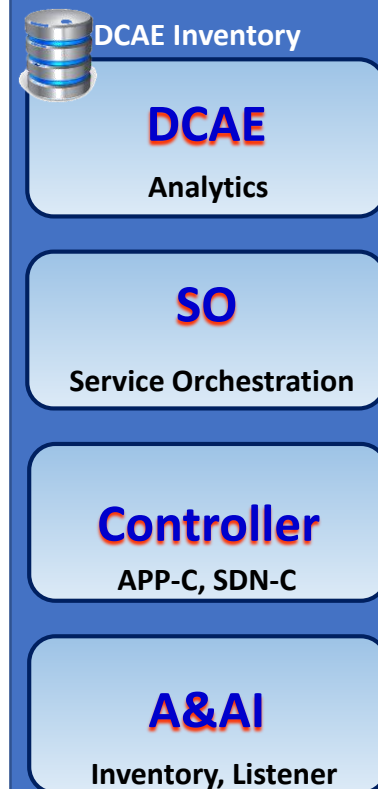 DCAE Inventory
DCAE
Analytics
SO
Service Orchestration
Controller
APP-C, SDN-C
A&AI
Inventory, Listener